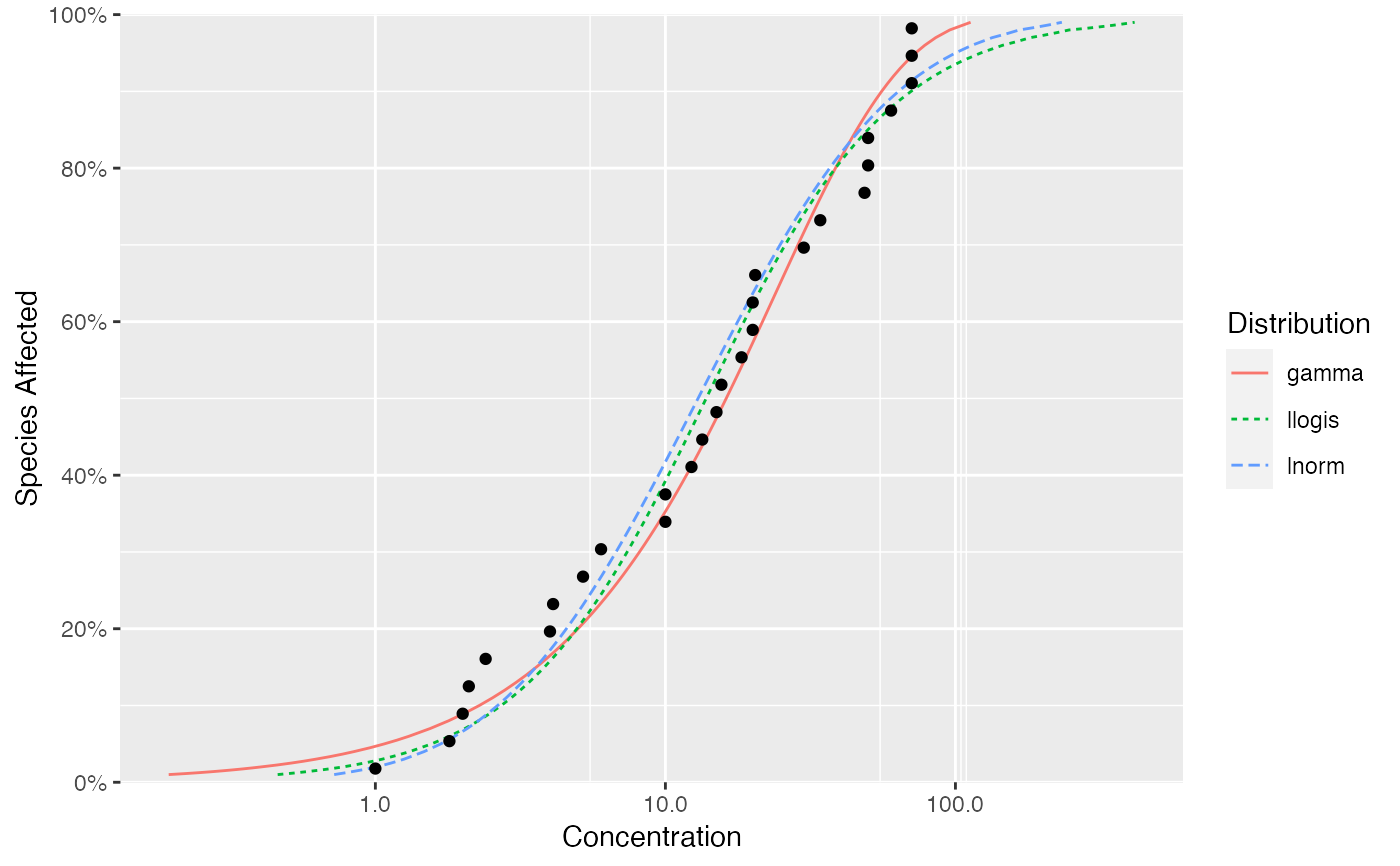 100%
80%
60%
40%
20%
0%
Species Affected
1.0 10.0 100.0
Concentration
Distribution
gamma
llogis
lnorm